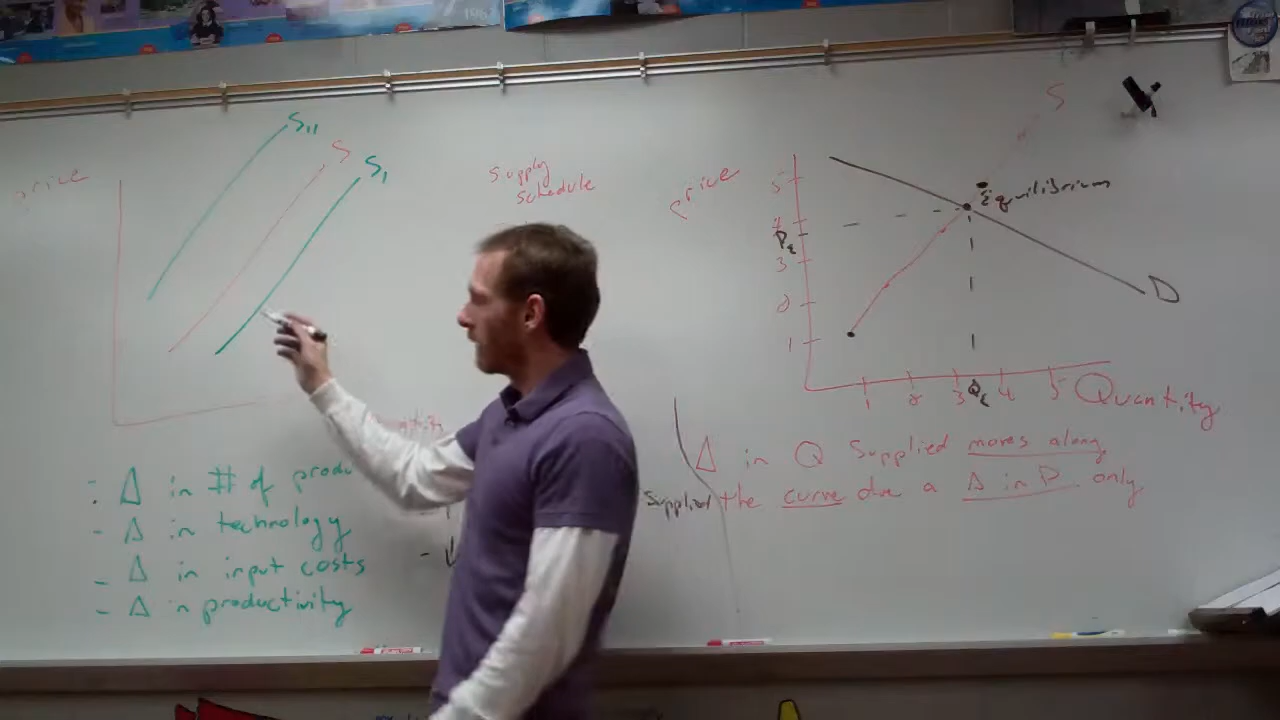 S11
S
S1
Supply
schedule
Price
5
4
PE
3
2
1
S
Equilibrium
D
1 2 3 QE 4 5 Quantity
Δ in # of
- Δ in technology
- Δ in input costs
- Δ in productivity
Δ in Q Supplied moves along
Supplied the curve due a Δ in P only